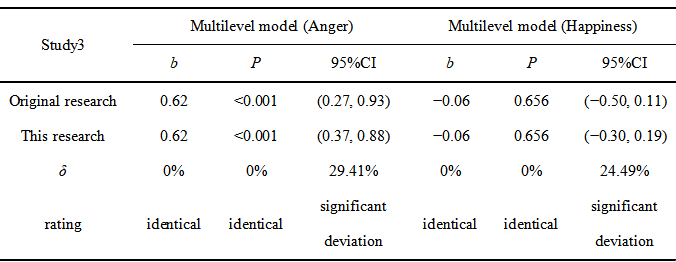 Study3 Multilevel model (Anger) Multilevel model (Happiness)
b P 95%CI b P 95%CI
Original research 0.62 <0.001 (0.27, 0.93) −0.06 0.656 (−0.50, 0.11)
This research 0.62 <0.001 (0.37, 0.88) −0.06 0.656 (−0.30, 0.19)
δ 0% 0% 29.41% 0% 0% 24.49%
rating identical identical significant deviation identical identical significant deviation